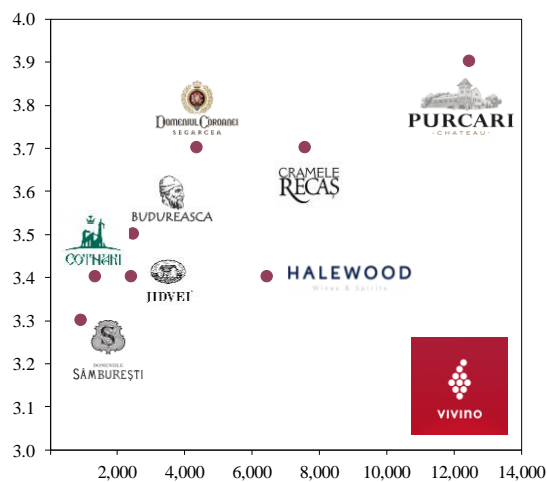 4.0
3.9
3.8
3.7
3.6
3.5
3.4
3.3
3.2
3.1
3.0
DOMENIUL COROANEI
SEGARCEA
PURCARI
·CHATEAU·
CRAMELE
RECAȘ
BUDUREASCA
COTNARI
JIDVEI
HALEWOOD
Wines & Spirits
S
DOMENIILE
SÂMBUREȘTI
VIVINO
2,000
4,000
6,000
8,000
10,000
12,000
14,000